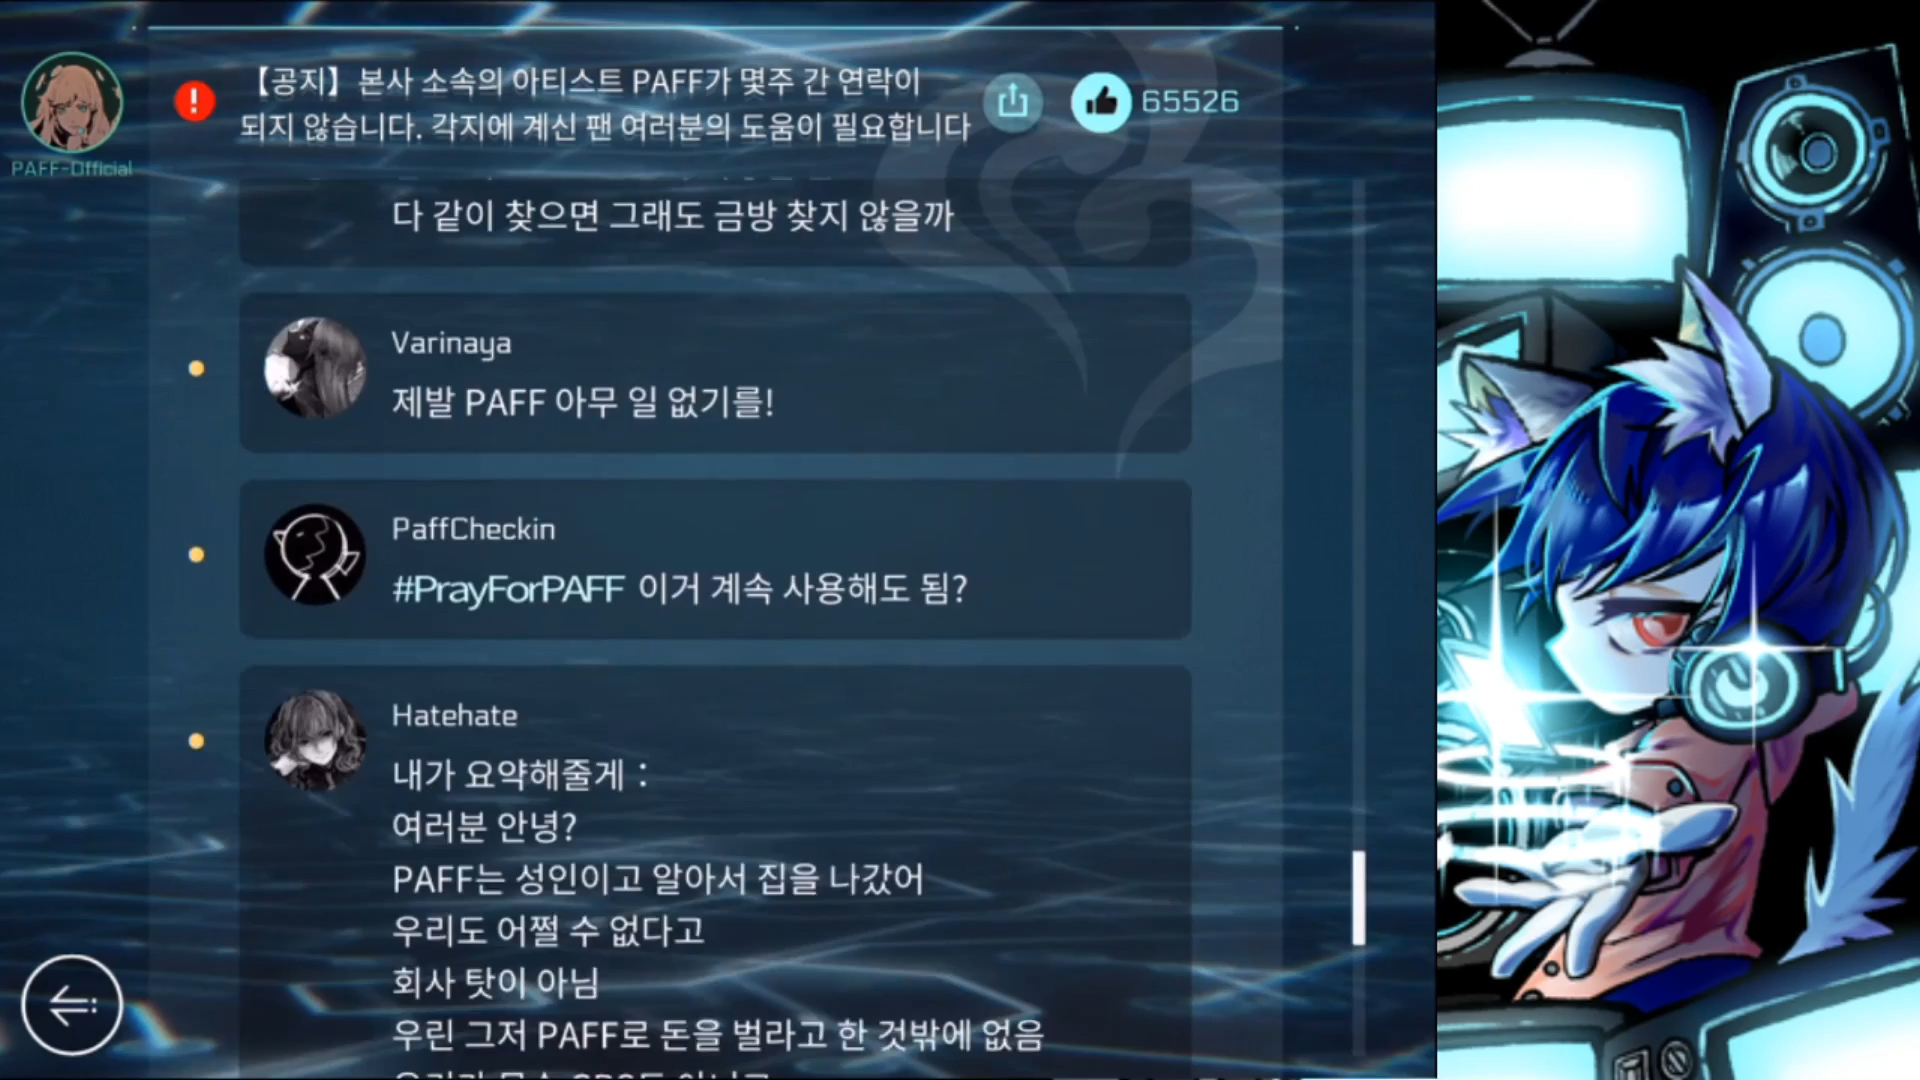 【공지】본사 소속의 아티스트 PAFF가 몇주 간 연락이
되지 않습니다. 각지에 계신 팬 여러분의 도움이 필요합니다
65526
PAFF-Official
다 같이 찾으면 그래도 금방 찾지 않을까
Varinaya
제발 PAFF 아무 일 없기를!
PaffCheckin
#PrayForPAFF 이거 계속 사용해도 됨?
Hatehate
내가 요약해줄게 :
여러분 안녕?
PAFF는 성인이고 알아서 집을 나갔어
우리도 어쩔 수 없다고
회사 탓이 아님
우린 그저 PAFF로 돈을 벌라고 한 것밖에 없음